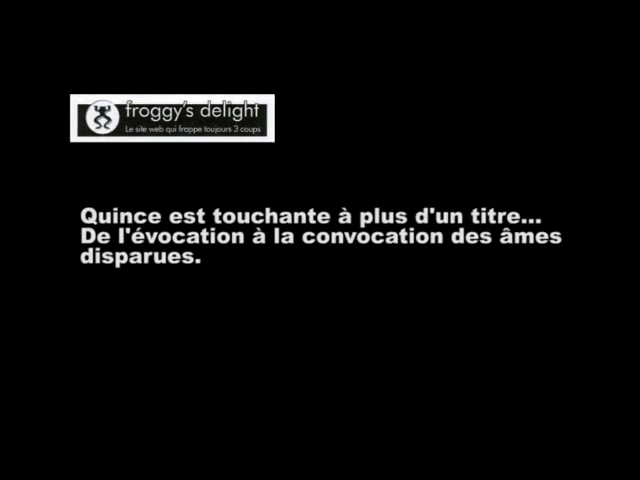 froggy's delight
Le site web qui frappe toujours 3 coups
Quince est touchante à plus d'un titre...
De l'évocation à la convocation des âmes
disparues.